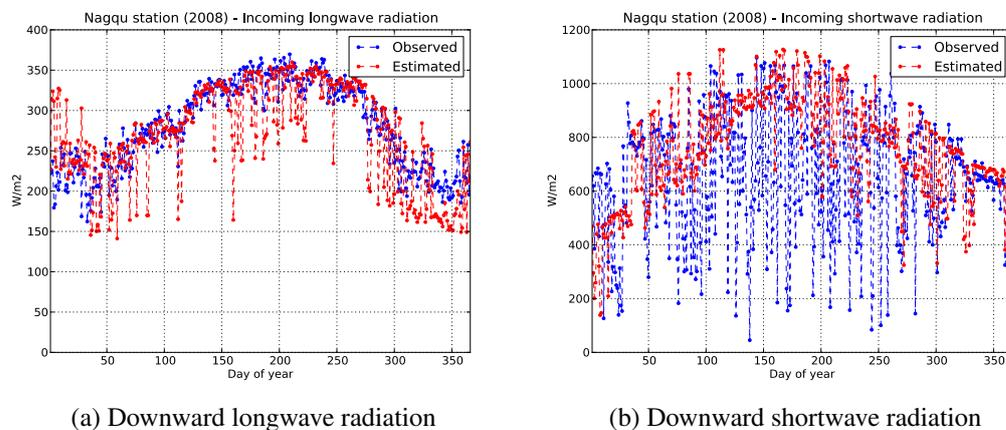 Nagqu station (2008) - Incoming longwave radiation
400
350
300
250
200
150
100
50
0
W/m2
Observed
Estimated
50 100 150 200 250 300 350
Day of year
(a) Downward longwave radiation
Nagqu station (2008) - Incoming shortwave radiation
1200
1000
800
600
400
200
0
W/m2
Observed
Estimated
50 100 150 200 250 300 350
Day of year
(b) Downward shortwave radiation